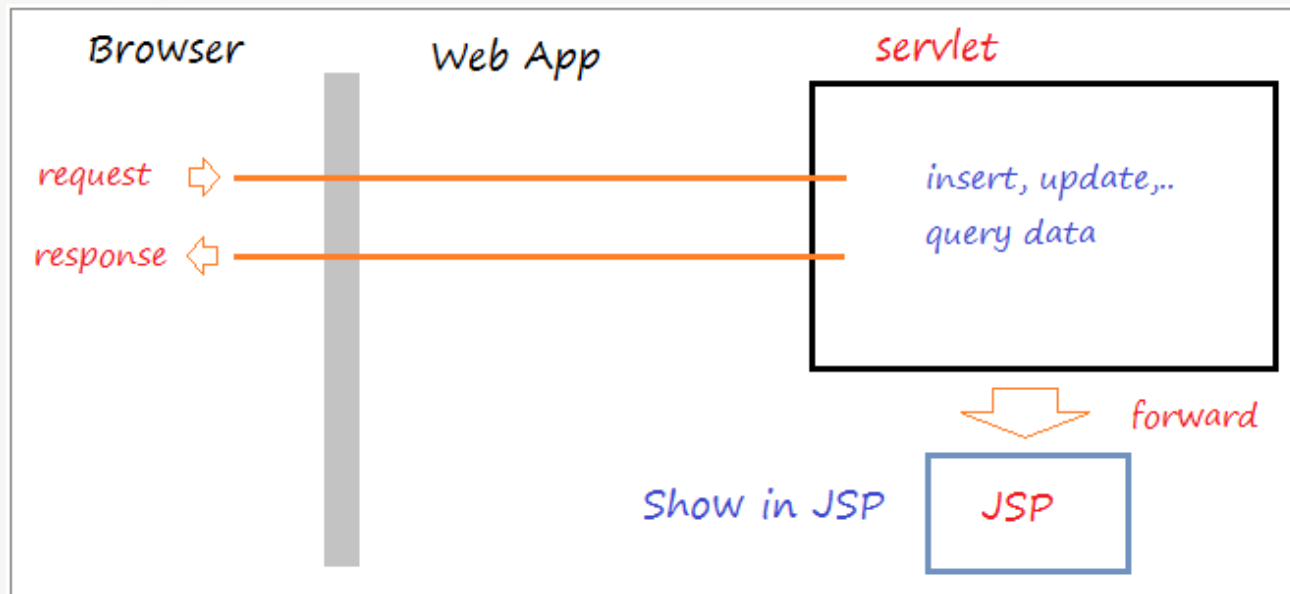 Browser
Web App
servlet
request
response
insert, update,..
query data
forward
Show in JSP
JSP